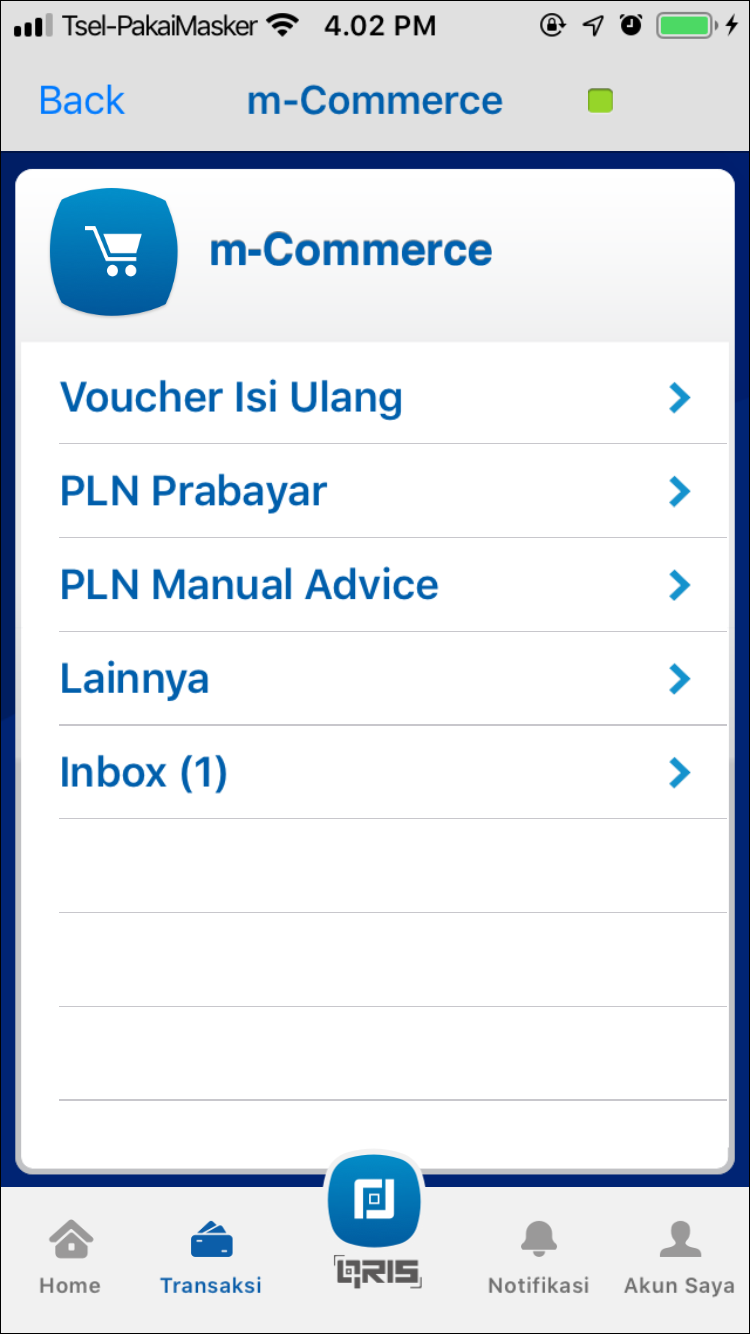 Tsel-PakaiMasker 4.02 PM
Back m-Commerce
m-Commerce
Voucher Isi Ulang
PLN Prabayar
PLN Manual Advice
Lainnya
Inbox (1)
QRIS
Home Transaksi Notifikasi Akun Saya